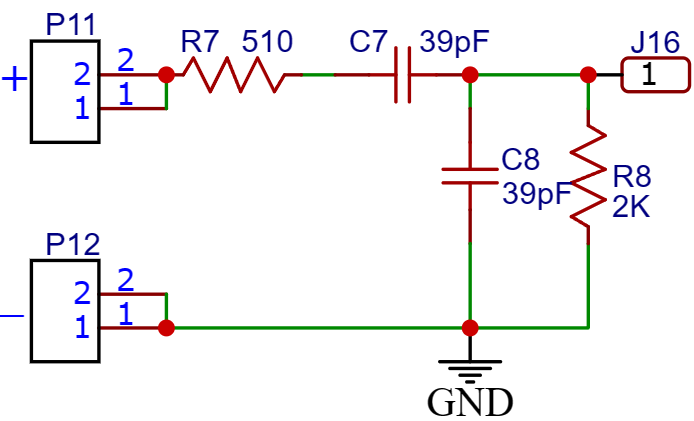 P11
R7 510
C7 39pF
J16
+
2 2
1 1
1
C8
39pF
R8
2K
P12
2 2
1 1
—
GND